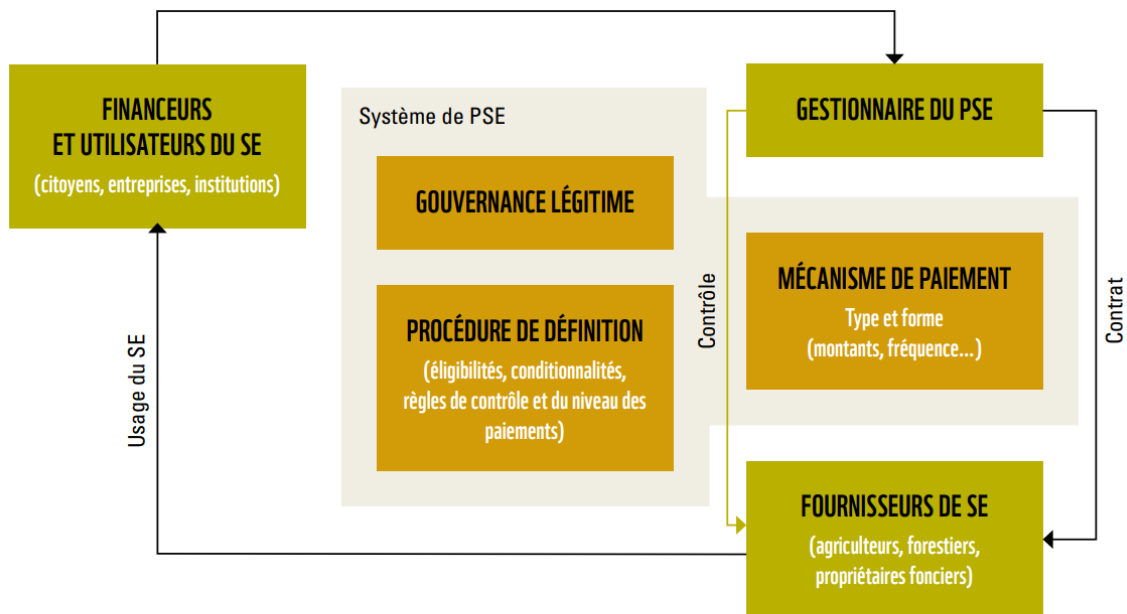 FINANCEURS
ET UTILISATEURS DU SE
(citoyens, entreprises, institutions)
Système de PSE
GOUVERNANCE LÉGITIME
PROCÉDURE DE DÉFINITION
(éligibilités, conditionnalités,
règles de contrôle et du niveau des
paiements)
GESTIONNAIRE DU PSE
Contrôle
MÉCANISME DE PAIEMENT
Type et forme
(montants, fréquence...)
Contrat
Usage du SE
FOURNISSEURS DE SE
(agriculteurs, forestiers,
propriétaires fonciers)